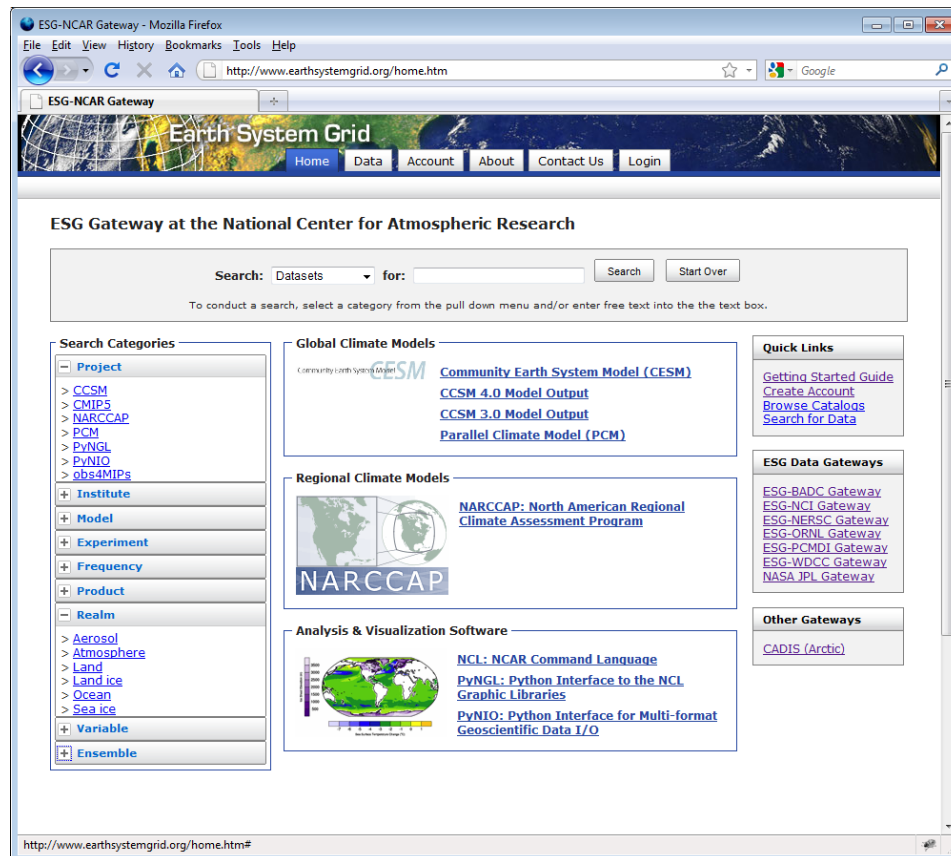 ESG-NCAR Gateway - Mozilla Firefox
File Edit View History Bookmarks Tools Help
http://www.earthsystemgrid.org/home.htm
Google
ESG-NCAR Gateway
Earth System Grid
Home Data Account About Contact Us Login
ESG Gateway at the National Center for Atmospheric Research
Search: Datasets for: Search Start Over
To conduct a search, select a category from the pull down menu and/or enter free text into the the text box.
Search Categories
Project
> CCSM
> CMIP5
> NARCCAP
> PCM
> PyNGL
> PyNIO
> obs4MIPs
Institute
Model
Experiment
Frequency
Product
Realm
> Aerosol
> Atmosphere
> Land
> Land ice
> Ocean
> Sea ice
Variable
Ensemble
Global Climate Models
Community Earth System Model CESM
Community Earth System Model (CESM)
CCSM 4.0 Model Output
CCSM 3.0 Model Output
Parallel Climate Model (PCM)
Regional Climate Models
NARCCAP
NARCCAP: North American Regional
Climate Assessment Program
Analysis & Visualization Software
NCL: NCAR Command Language
PyNGL: Python Interface to the NCL
Graphic Libraries
PyNIO: Python Interface for Multi-format
Geoscientific Data I/O
Quick Links
Getting Started Guide
Create Account
Browse Catalogs
Search for Data
ESG Data Gateways
ESG-BADC Gateway
ESG-NCI Gateway
ESG-NERSC Gateway
ESG-ORNL Gateway
ESG-PCMDI Gateway
ESG-WDCC Gateway
NASA JPL Gateway
Other Gateways
CADIS (Arctic)
http://www.earthsystemgrid.org/home.htm#